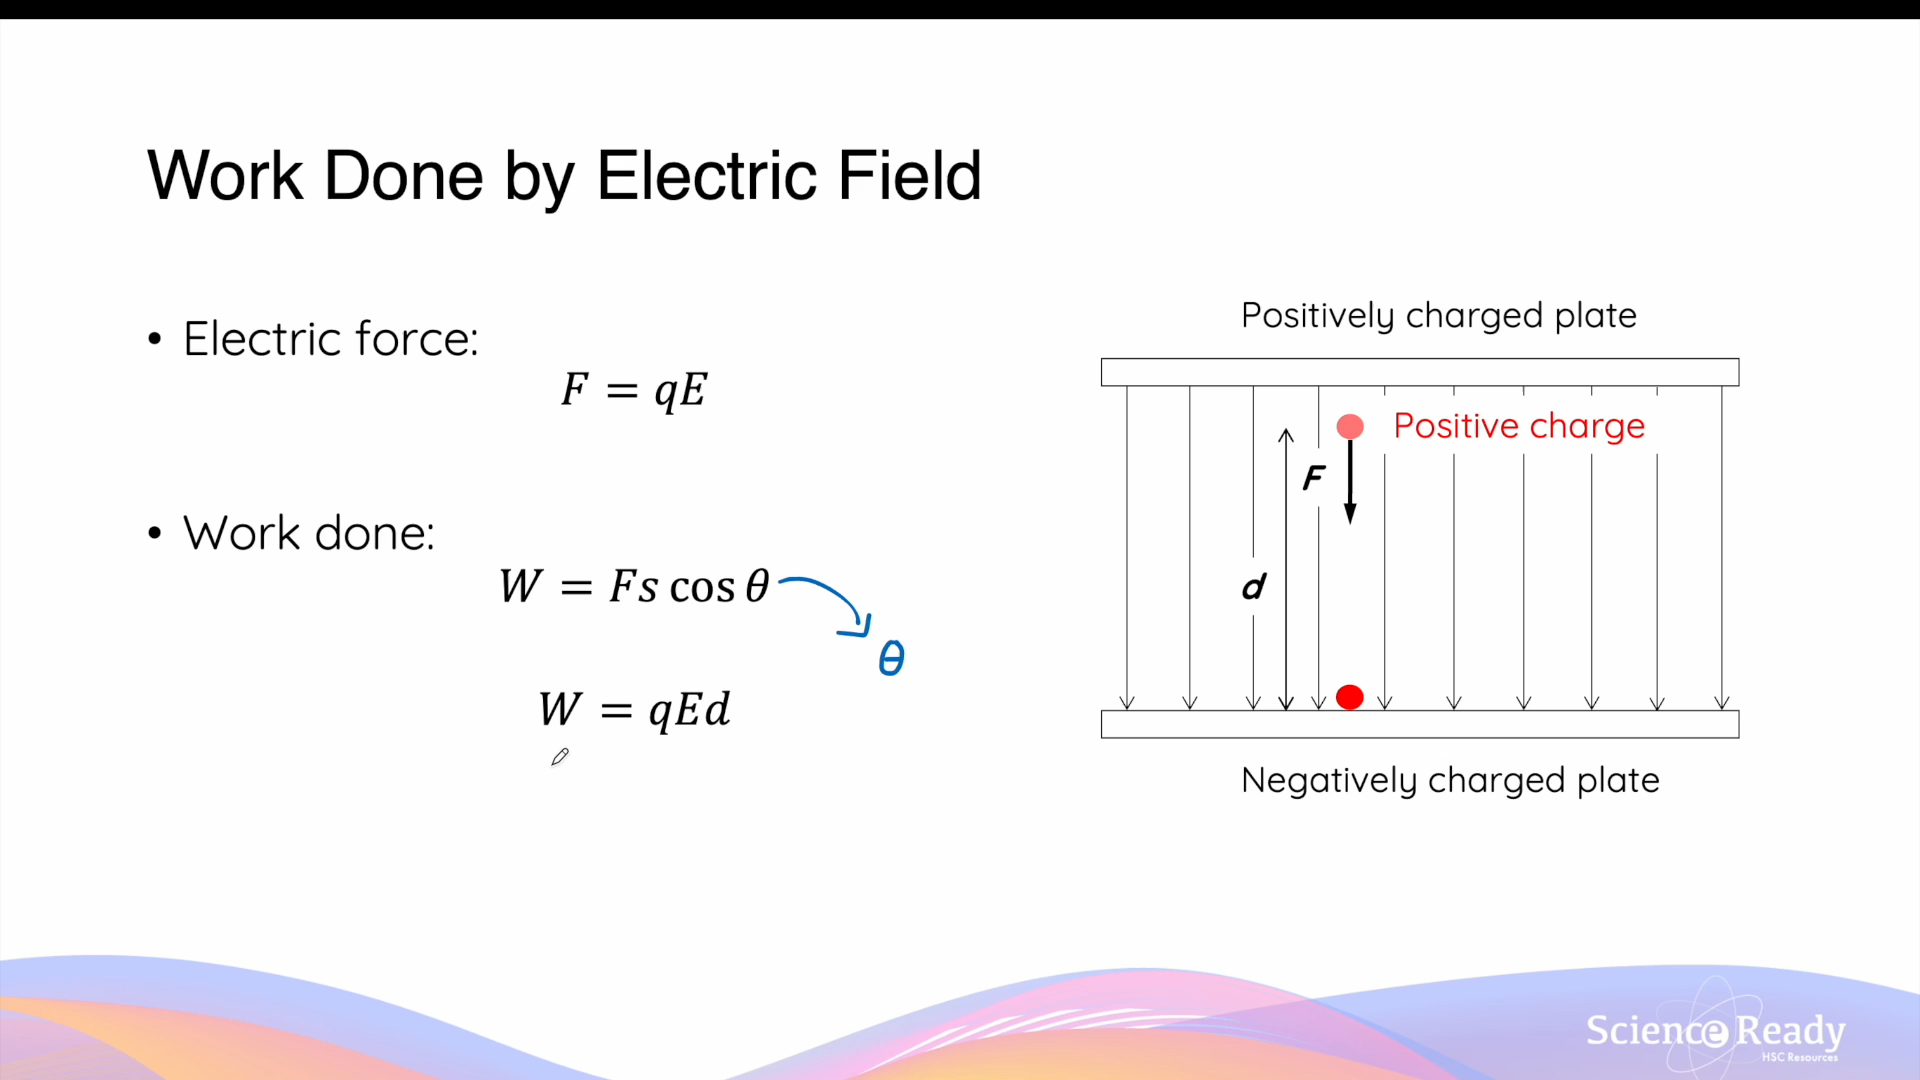 Work Done by Electric Field
• Electric force:
F = qE
• Work done:
W = Fs cos θ
θ
W = qEd
Positively charged plate
Positive charge
F
d
Negatively charged plate
Science Ready
HSC Resources